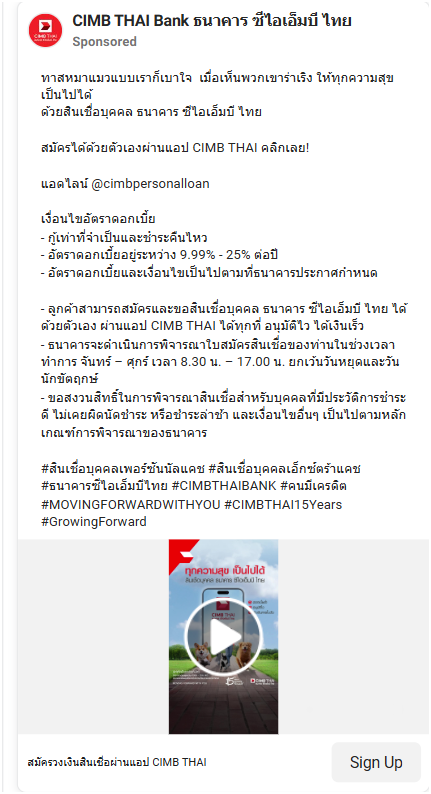 CIMB THAI Bank ธนาคาร ซีไอเอ็มบี ไทย
Sponsored
ทาสหมาแมวแบบเราก็เบาใจ เมื่อเห็นพวกเขาร่าเริง ให้ทุกความสุข
เป็นไปได้
ด้วยสินเชื่อบุคคล ธนาคาร ซีไอเอ็มบี ไทย
สมัครได้ด้วยตัวเองผ่านแอป CIMB THAI คลิกเลย!
แอดไลน์ @cimbpersonalloan
เงื่อนไขอัตราดอกเบี้ย
- กู้เท่าที่จำเป็นและชำระคืนไหว
- อัตราดอกเบี้ยอยู่ระหว่าง 9.99% - 25% ต่อปี
- อัตราดอกเบี้ยและเงื่อนไขเป็นไปตามที่ธนาคารประกาศกำหนด
- ลูกค้าสามารถสมัครและขอสินเชื่อบุคคล ธนาคาร ซีไอเอ็มบี ไทย ได้
ด้วยตัวเอง ผ่านแอป CIMB THAI ได้ทุกที่ อนุมัติไว ได้เงินเร็ว
- ธนาคารจะดำเนินการพิจารณาใบสมัครสินเชื่อของท่านในช่วงเวลา
ทำการ จันทร์ – ศุกร์ เวลา 8.30 น. – 17.00 น. ยกเว้นวันหยุดและวัน
นักขัตฤกษ์
- ขอสงวนสิทธิ์ในการพิจารณาสินเชื่อสำหรับบุคคลที่มีประวัติการชำระ
ดี ไม่เคยผิดนัดชำระ หรือชำระล่าช้า และเงื่อนไขอื่นๆ เป็นไปตามหลัก
เกณฑ์การพิจารณาของธนาคาร
#สินเชื่อบุคคลเพอร์ซันนัลแคช #สินเชื่อบุคคลเอ็กซ์ตร้าแคช
#ธนาคารซีไอเอ็มบีไทย #CIMBTHAIBANK #คนมีเครดิต
#MOVINGFORWARDWITHYOU #CIMBTHAI15Years
#GrowingForward
ทุกความสุข เป็นไปได้
สินเชื่อบุคคล ธนาคาร ซีไอเอ็มบี ไทย
CIMB THAI
สมัครวงเงินสินเชื่อผ่านแอป CIMB THAI
Sign Up